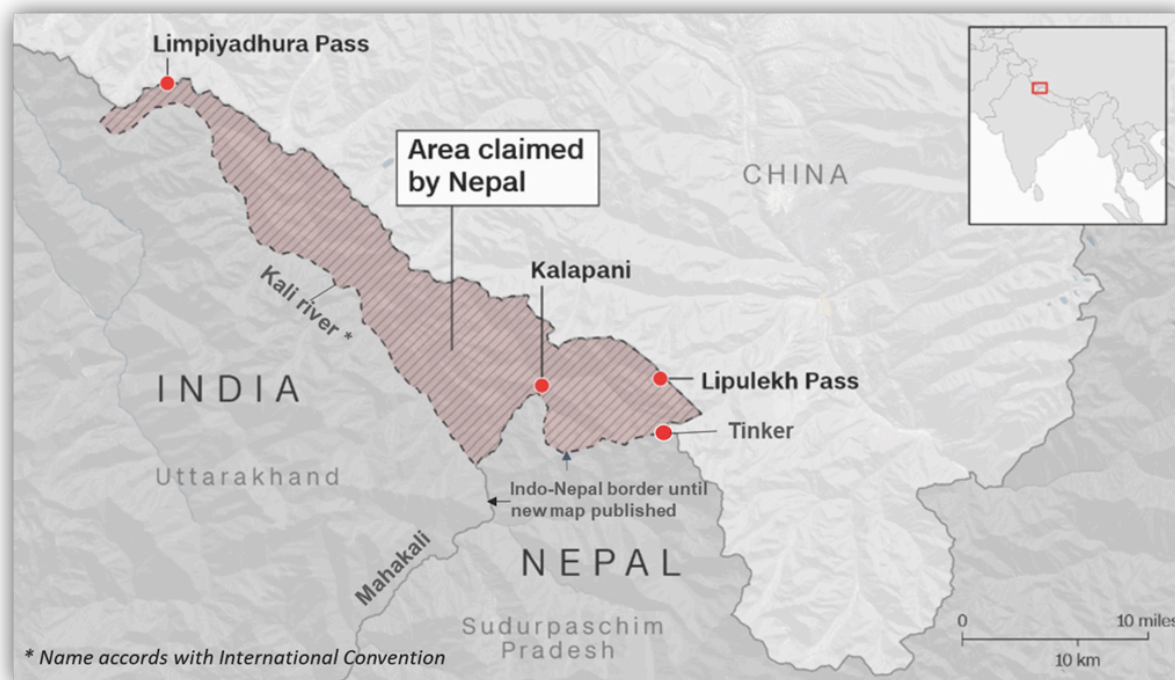 Limpiyadhura Pass
Area claimed
by Nepal
CHINA
Kalapani
Kali river *
INDIA
Lipulekh Pass
Tinker
Uttarakhand
Indo-Nepal border until
new map published
Mahakali
NEPAL
Sudurpaschim
Pradesh
0 10 miles
10 km
* Name accords with International Convention